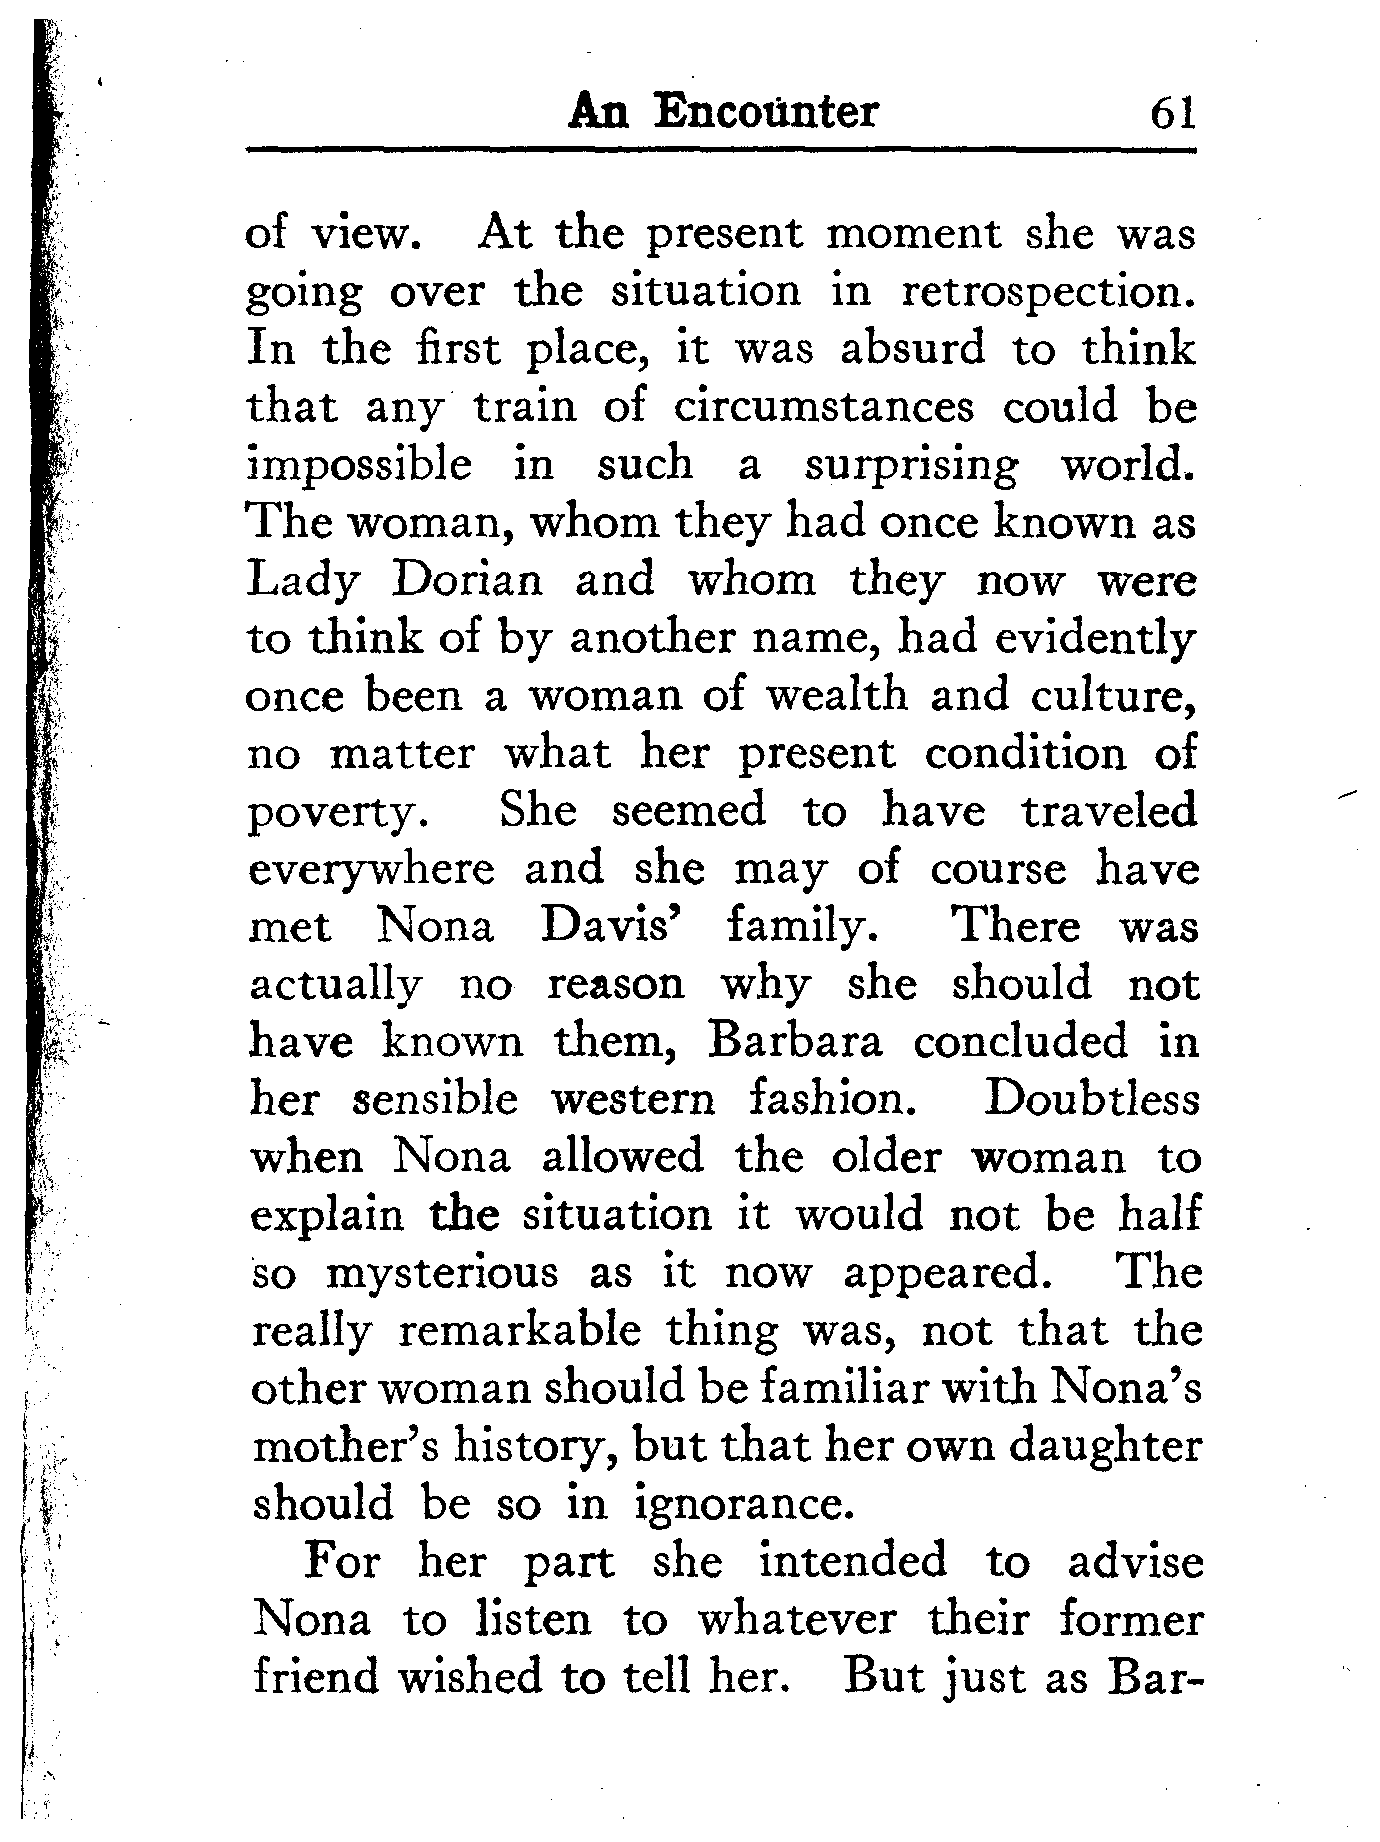 An Encounter 61
of view. At the present moment she was
going over the situation in retrospection.
In the first place, it was absurd to think
that any train of circumstances could be
impossible in such a surprising world.
The woman, whom they had once known as
Lady Dorian and whom they now were
to think of by another name, had evidently
once been a woman of wealth and culture,
no matter what her present condition of
poverty. She seemed to have traveled
everywhere and she may of course have
met Nona Davis’ family. There was
actually no reason why she should not
have known them, Barbara concluded in
her sensible western fashion. Doubtless
when Nona allowed the older woman to
explain the situation it would not be half
so mysterious as it now appeared. The
really remarkable thing was, not that the
other woman should be familiar with Nona’s
mother’s history, but that her own daughter
should be so in ignorance.
For her part she intended to advise
Nona to listen to whatever their former
friend wished to tell her. But just as Bar-